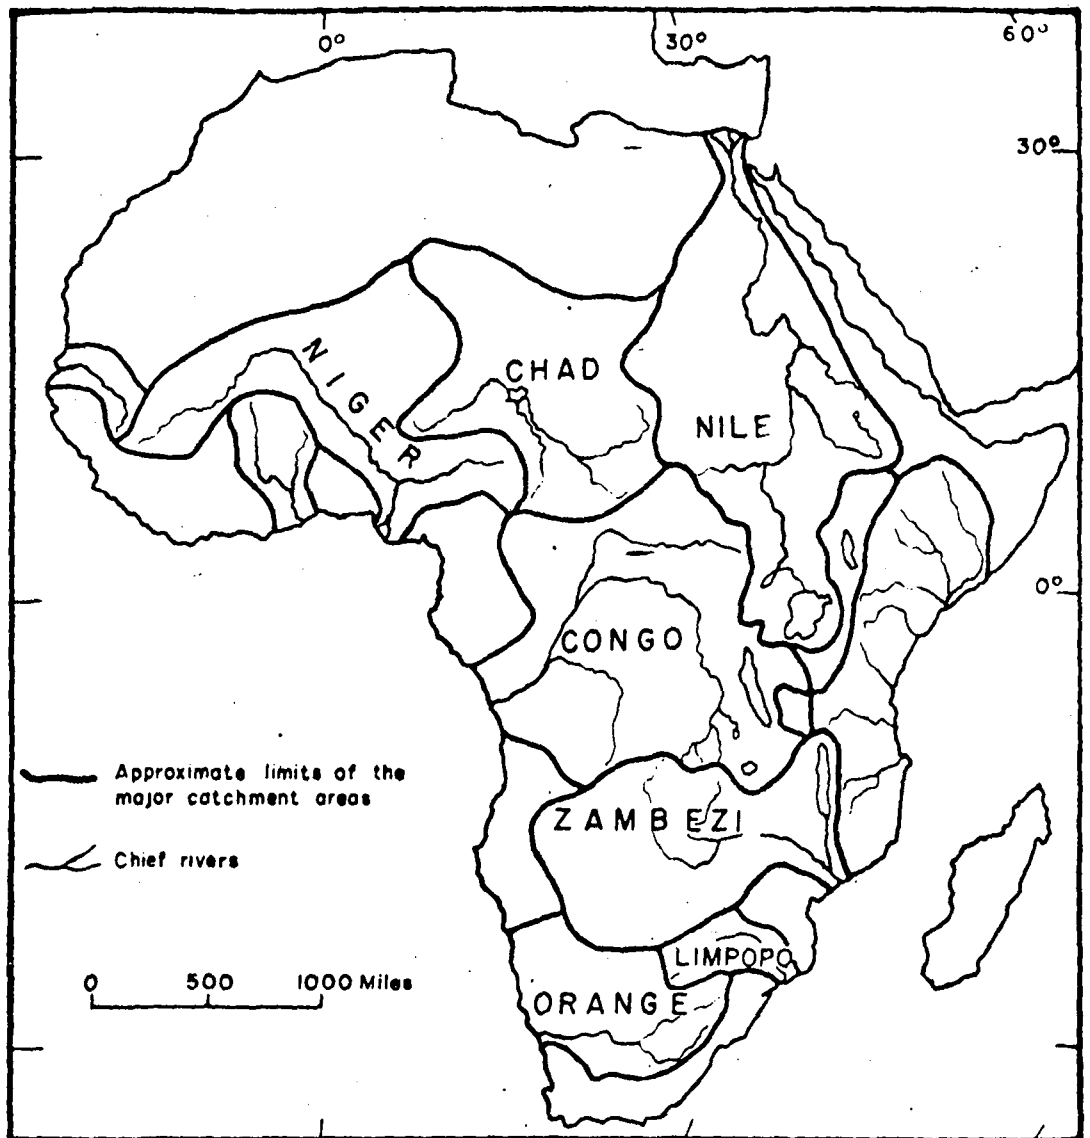 0° 30° 60°
30°
NIGER
CHAD
NILE
0°
CONGO
Approximate limits of the
major catchment areas
ZAMBEZI
Chief rivers
LIMPOPO
0 500 1000 Miles
ORANGE